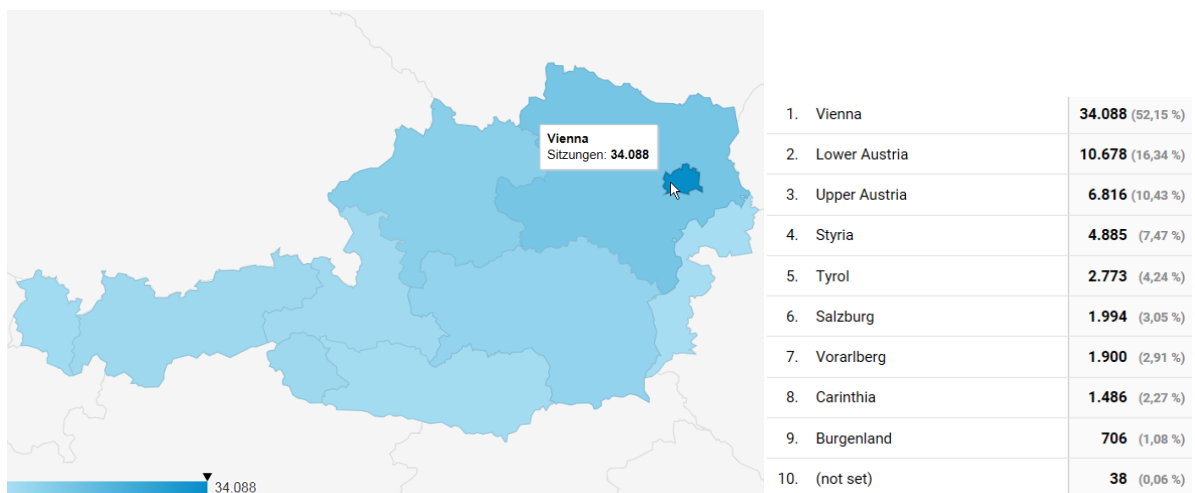 Vienna
Sitzungen: 34.088
34.088
1. Vienna 34.088 (52,15 %)
2. Lower Austria 10.678 (16,34 %)
3. Upper Austria 6.816 (10,43 %)
4. Styria 4.885 (7,47 %)
5. Tyrol 2.773 (4,24 %)
6. Salzburg 1.994 (3,05 %)
7. Vorarlberg 1.900 (2,91 %)
8. Carinthia 1.486 (2,27 %)
9. Burgenland 706 (1,08 %)
10. (not set) 38 (0,06 %)